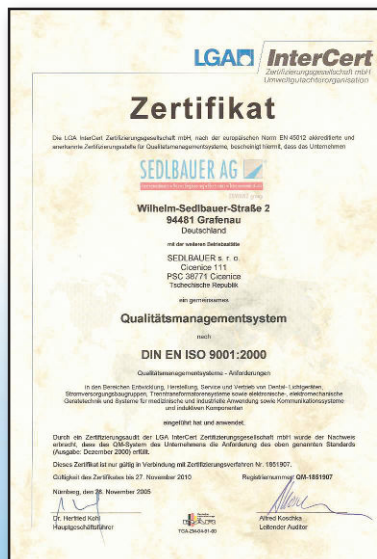 LGA InterCert
Zertifizierungsgesellschaft mbH
Umweltgutachterorganisation
Zertifikat
Die LGA InterCert Zertifizierungsgesellschaft mbH, nach der europäischen Norm EN 45012 akkreditierte und
anerkannte Zertifizierungsstelle für Qualitätsmanagementsysteme, bescheinigt hiermit, dass das Unternehmen
SEDLBAUER AG
Wilhelm-Sedlbauer-Straße 2
94481 Grafenau
Deutschland
mit der weiteren Betriebsstätte
SEDLBAUER s. r. o.
Cicenice 111
PSC 38771 Cicenice
Tschechische Republik
ein gemeinsames
Qualitätsmanagementsystem
nach
DIN EN ISO 9001:2000
Qualitätsmanagementsysteme - Anforderungen
in den Bereichen Entwicklung, Herstellung, Service und Vertrieb von Dental- Lichtgeräten,
Stromversorgungsbaugruppen, Trenntransformatorensysteme sowie elektronische-, elektromechanische
Gerätetechnik und Systeme für medizinische und industrielle Anwendung sowie Kommunikationssysteme
und induktiven Komponenten
eingeführt hat und anwendet.
Durch ein Zertifizierungsaudit der LGA InterCert Zertifizierungsgesellschaft mbH wurde der Nachweis
erbracht, dass das QM-System des Unternehmens die Anforderung des oben genannten Standards
(Ausgabe: Dezember 2000) erfüllt.
Dieses Zertifikat ist nur gültig in Verbindung mit Zertifizierungsverfahren Nr. 1951907.
Gültigkeit des Zertifikates bis 27. November 2010 Registriernummer QM-1951907
Nürnberg, den 28. November 2005
Dr. Herfried Kohl Alfred Koschka
Hauptgeschäftsführer Leitender Auditor